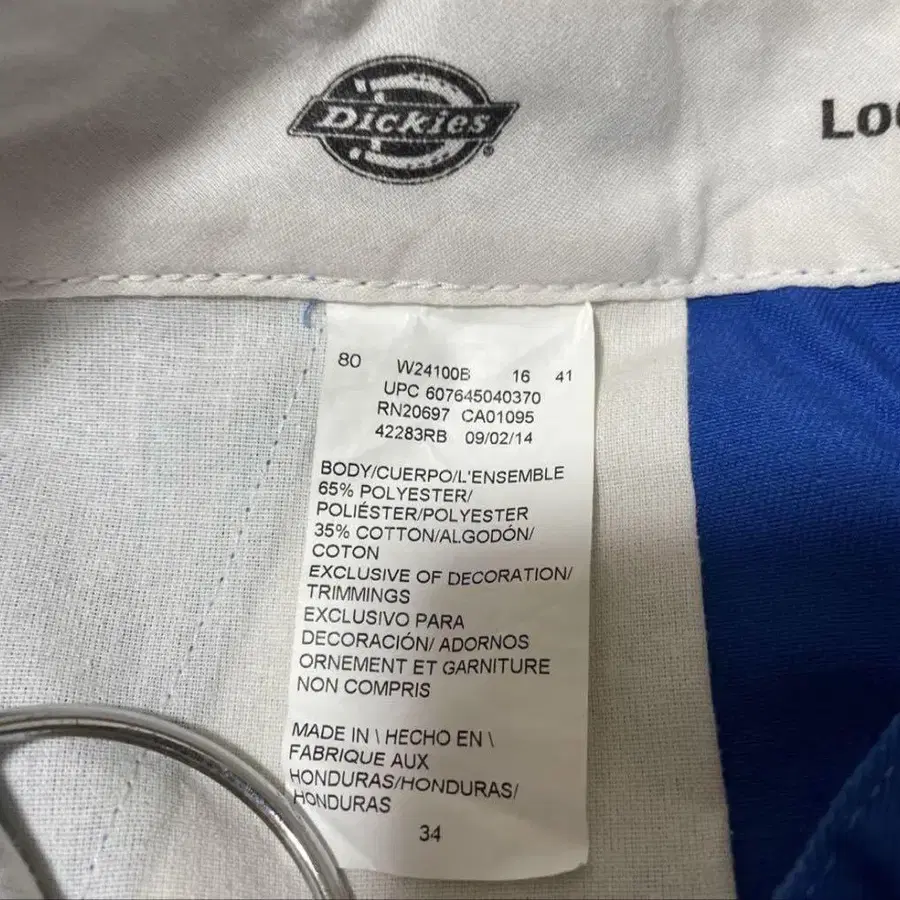 Dickies
80 W24100B 16 41
UPC 607645040370
RN20697 CA01095
42283RB 09/02/14
BODY/CUERPO/L'ENSEMBLE
65% POLYESTER/
POLIÉSTER/POLYESTER
35% COTTON/ALGODÓN/
COTON
EXCLUSIVE OF DECORATION/
TRIMMINGS
EXCLUSIVO PARA
DECORACIÓN/ ADORNOS
ORNEMENT ET GARNITURE
NON COMPRIS
MADE IN \ HECHO EN \
FABRIQUE AUX
HONDURAS/HONDURAS/
HONDURAS
34